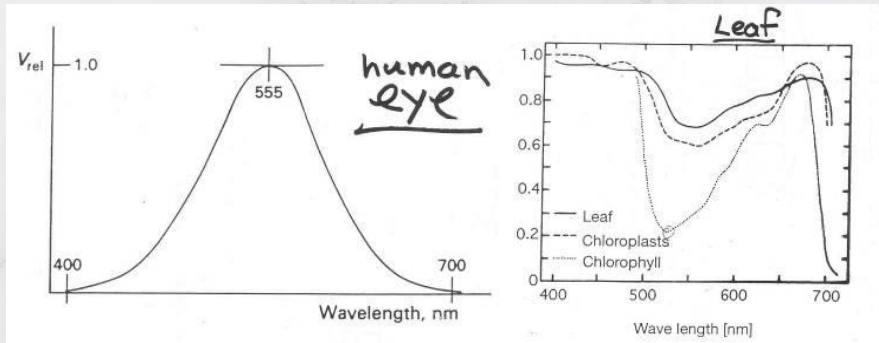 V rel
1.0
555
human
eye
400
700
Wavelength, nm
Leaf
1.0
0.8
0.6
0.4
0.2
0
Leaf
Chloroplasts
Chlorophyll
400
500
600
700
Wave length [nm]